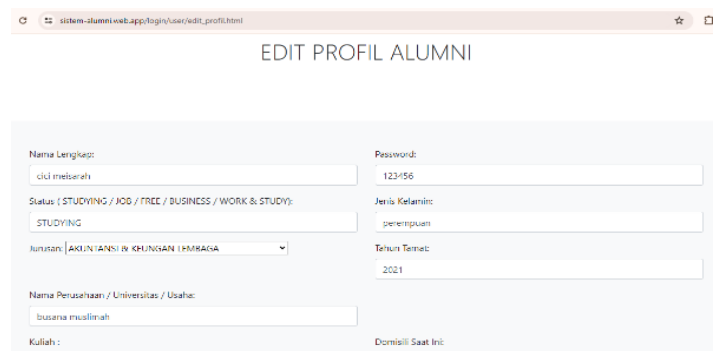 sistem-alumni.web.app/login/user/edit_profil.html
EDIT PROFIL ALUMNI
Nama Lengkap:
cici meisarah
Password:
123456
Status ( STUDYING / JOB / FREE / BUSINESS / WORK & STUDY):
STUDYING
Jenis Kelamin:
perempuan
Jurusan: AKUNTANSI & KEUNGAN LEMBAGA
Tahun Tamat:
2021
Nama Perusahaan / Universitas / Usaha:
busana muslimah
Kuliah :
Domisili Saat Ini: